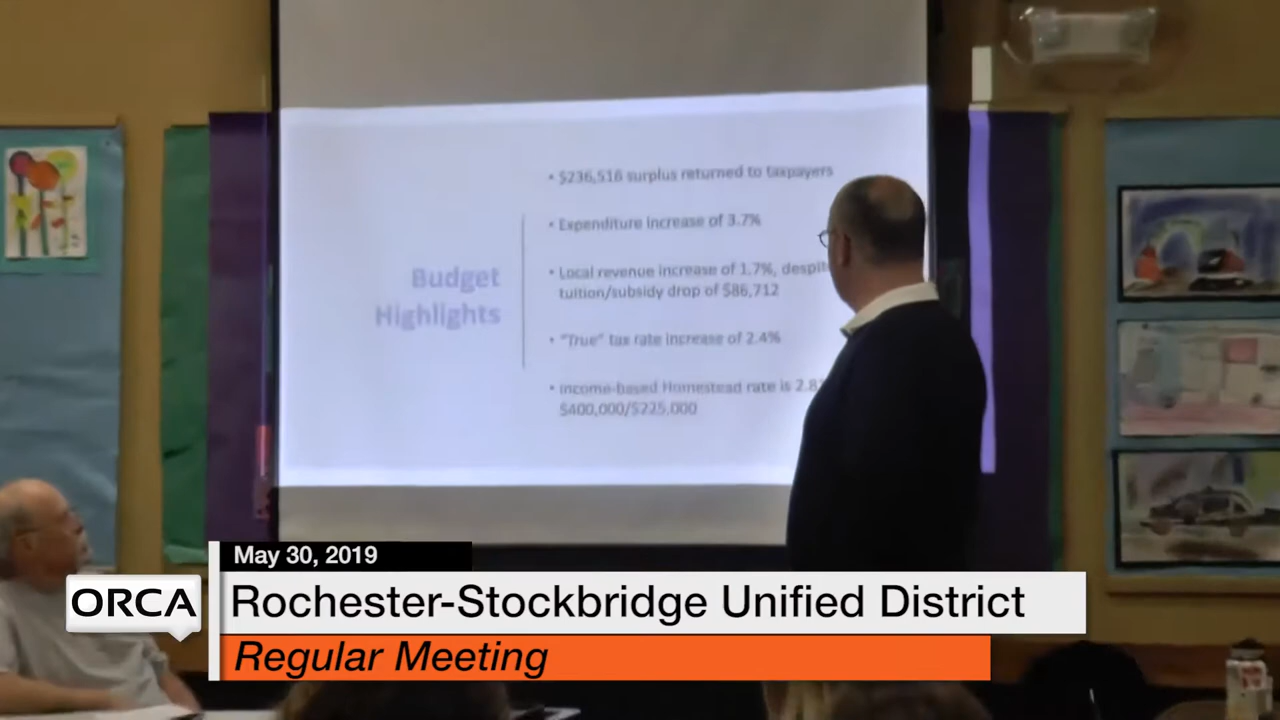 • $236,516 surplus returned to taxpayers
• Expenditure increase of 3.7%
• Local revenue increase of 1.7%,
tuition/subsidy drop of $86,712
Budget
Highlights
• "True" tax rate increase of 2.4%
• Income-based Homestead rate is
$400,000/$225,000
May 30, 2019
ORCA
Rochester-Stockbridge Unified District
Regular Meeting